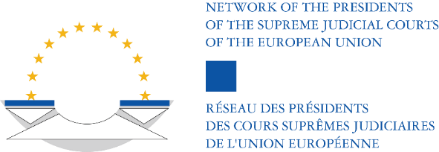 NETWORK OF THE PRESIDENTS
OF THE SUPREME JUDICIAL COURTS
OF THE EUROPEAN UNION
RÉSEAU DES PRÉSIDENTS
DES COURS SUPRÊMES JUDICIAIRES
DE L'UNION EUROPÉENNE